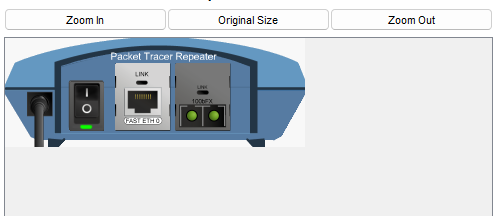 Zoom In
Original Size
Zoom Out
Packet Tracer Repeater
LINK
LINK
100bFX
FAST ETH 0